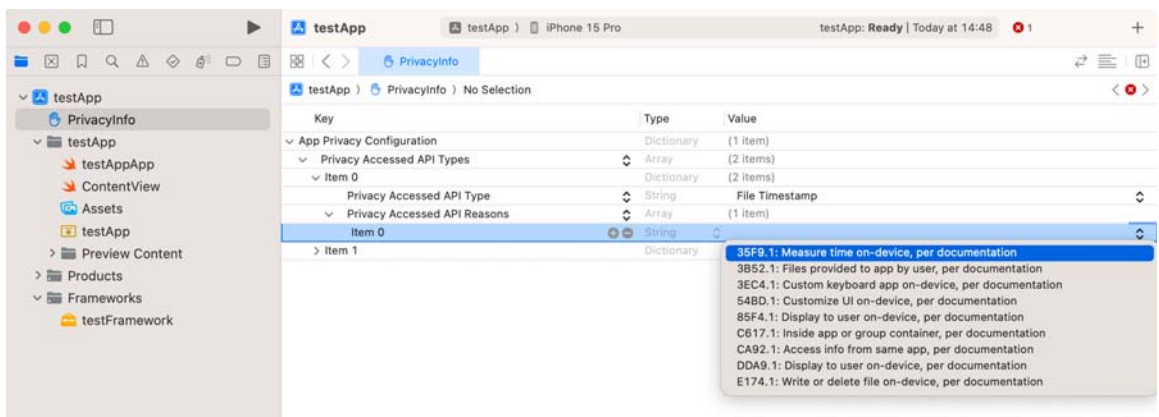 testApp
testApp 〉 iPhone 15 Pro
testApp: Ready | Today at 14:48
1
PrivacyInfo
testApp 〉 PrivacyInfo 〉 No Selection
testApp
PrivacyInfo
testApp
testAppApp
ContentView
Assets
testApp
Preview Content
Products
Frameworks
testFramework
Key Type Value
App Privacy Configuration Dictionary (1 item)
Privacy Accessed API Types Array (2 items)
Item 0 Dictionary (2 items)
Privacy Accessed API Type String File Timestamp
Privacy Accessed API Reasons Array (1 item)
Item 0 String
Item 1 Dictionary
35F9.1: Measure time on-device, per documentation
3B52.1: Files provided to app by user, per documentation
3EC4.1: Custom keyboard app on-device, per documentation
54BD.1: Customize UI on-device, per documentation
85F4.1: Display to user on-device, per documentation
C617.1: Inside app or group container, per documentation
CA92.1: Access info from same app, per documentation
DDA9.1: Display to user on-device, per documentation
E174.1: Write or delete file on-device, per documentation